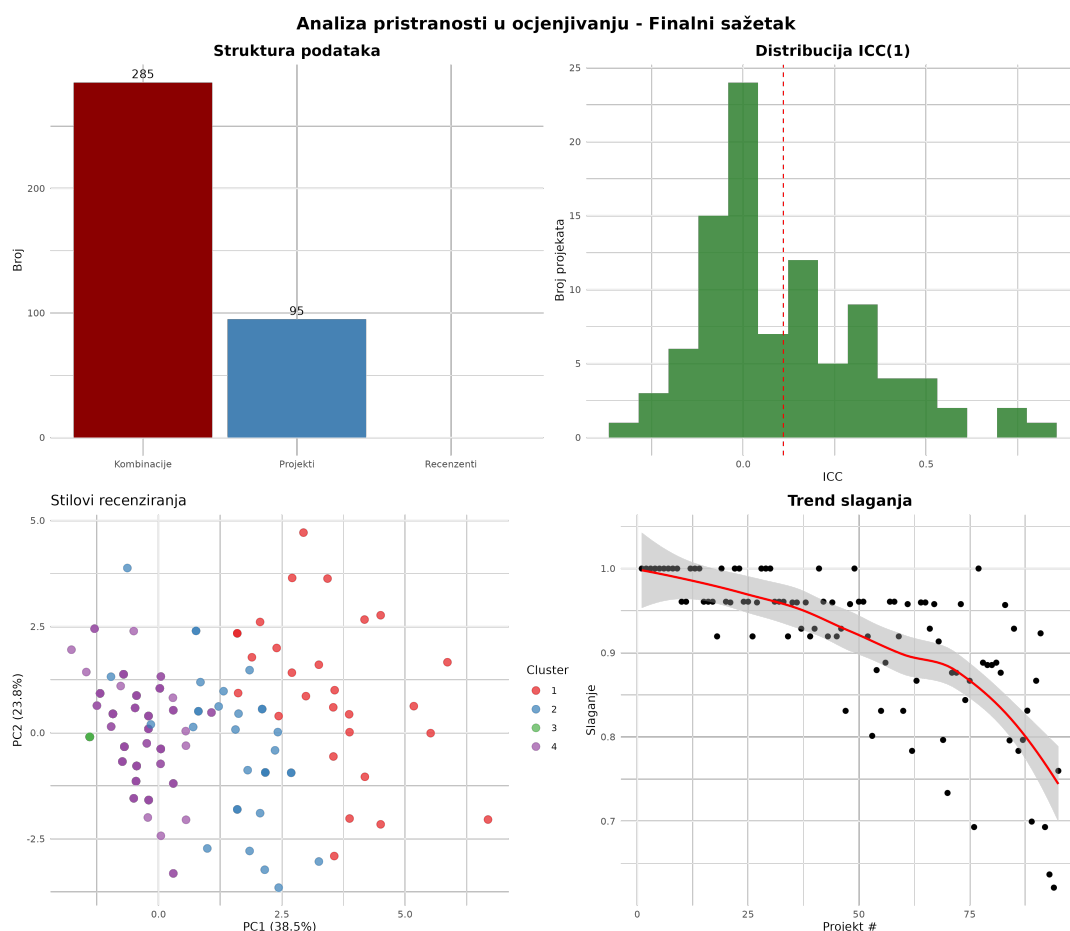 Analiza pristranosti u ocjenjivanju - Finalni sažetak
Struktura podataka
285
95
200
100
0
Broj
Kombinacije
Projekti
Recenzenti
Distribucija ICC(1)
25
20
15
10
5
0
Broj projekata
0.0
0.5
ICC
Stilovi recenziranja
5.0
2.5
0.0
-2.5
PC2 (23.8%)
0.0
2.5
5.0
PC1 (38.5%)
Cluster
1
2
3
4
Trend slaganja
1.0
0.9
0.8
0.7
Slaganje
0
25
50
75
Projekt #